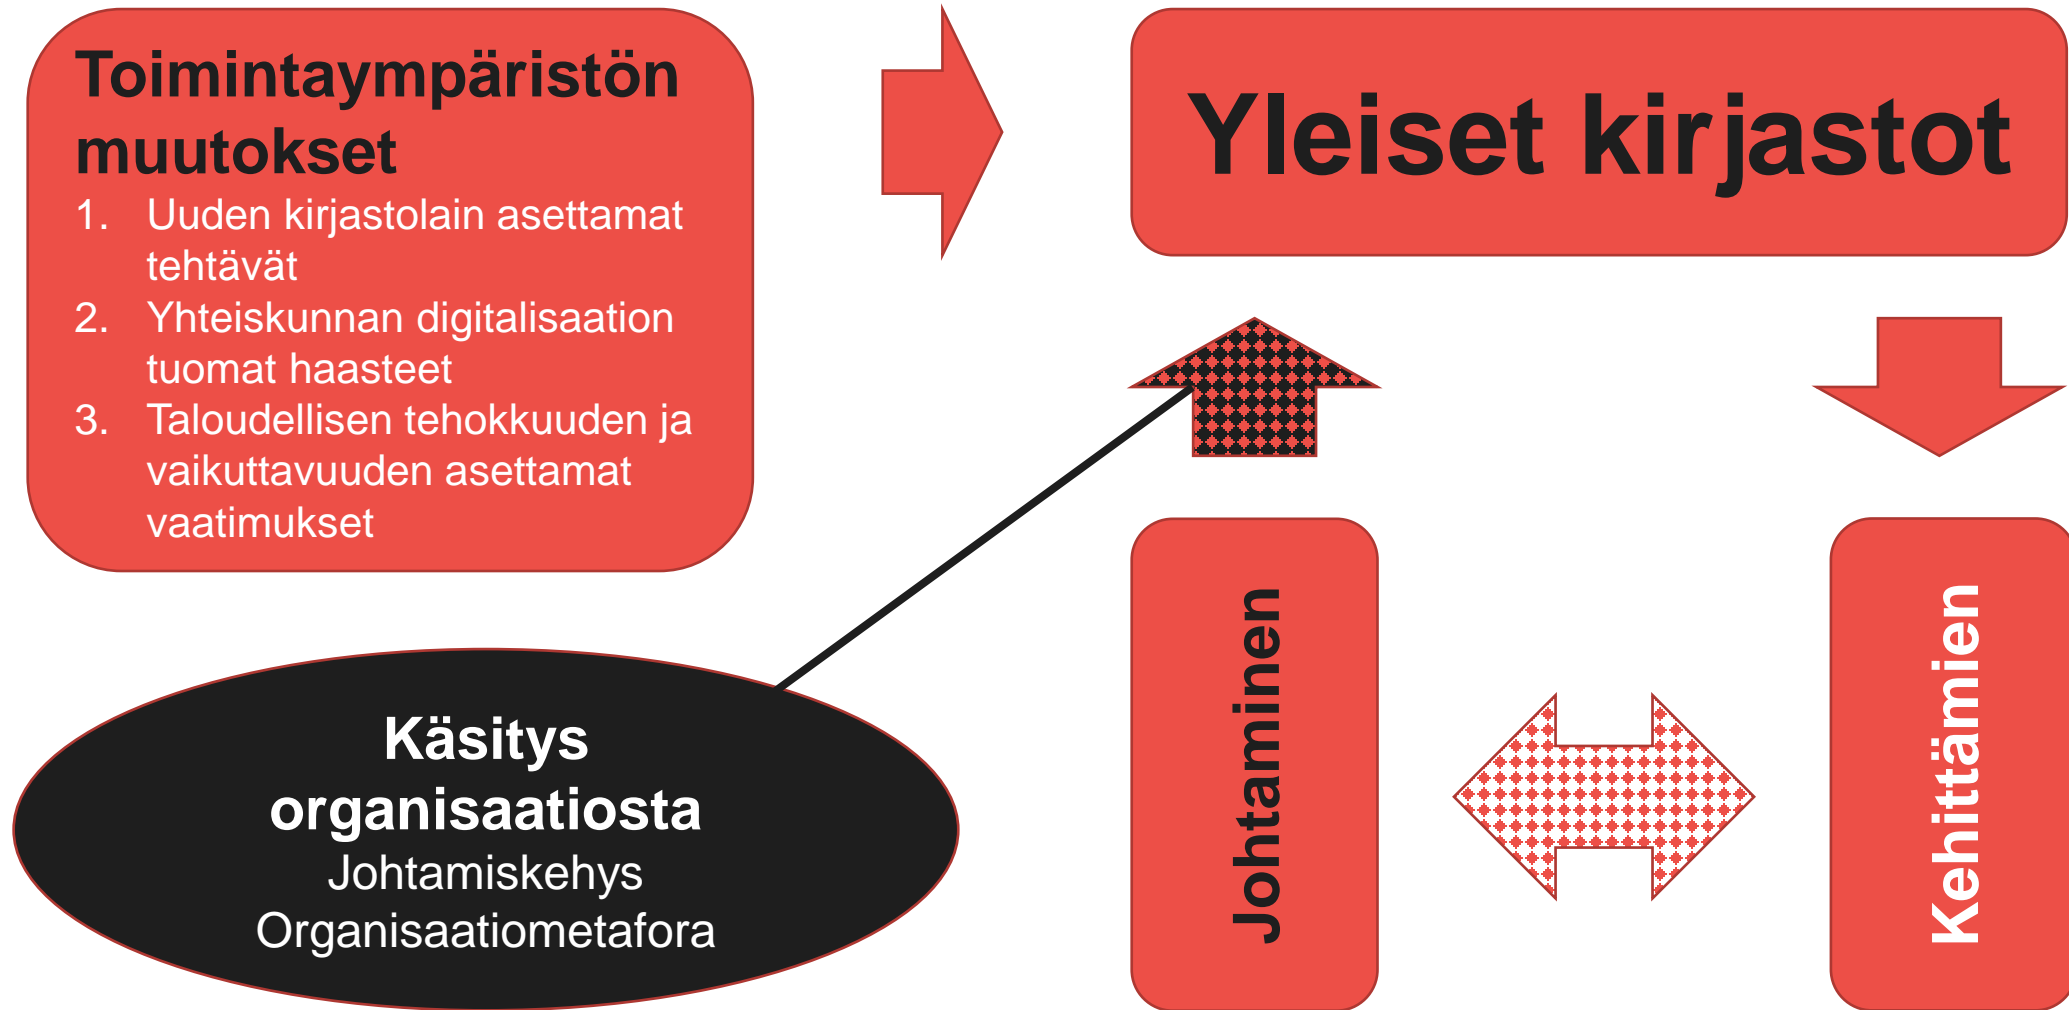 Toimintaympäristön
muutokset
1. Uuden kirjastolain asettamat
tehtävät
2. Yhteiskunnan digitalisaation
tuomat haasteet
3. Taloudellisen tehokkuuden ja
vaikuttavuuden asettamat
vaatimukset
Yleiset kirjastot
Käsitys
organisaatiosta
Johtamiskehys
Organisaatiometafora
Johtaminen
Kehittämien